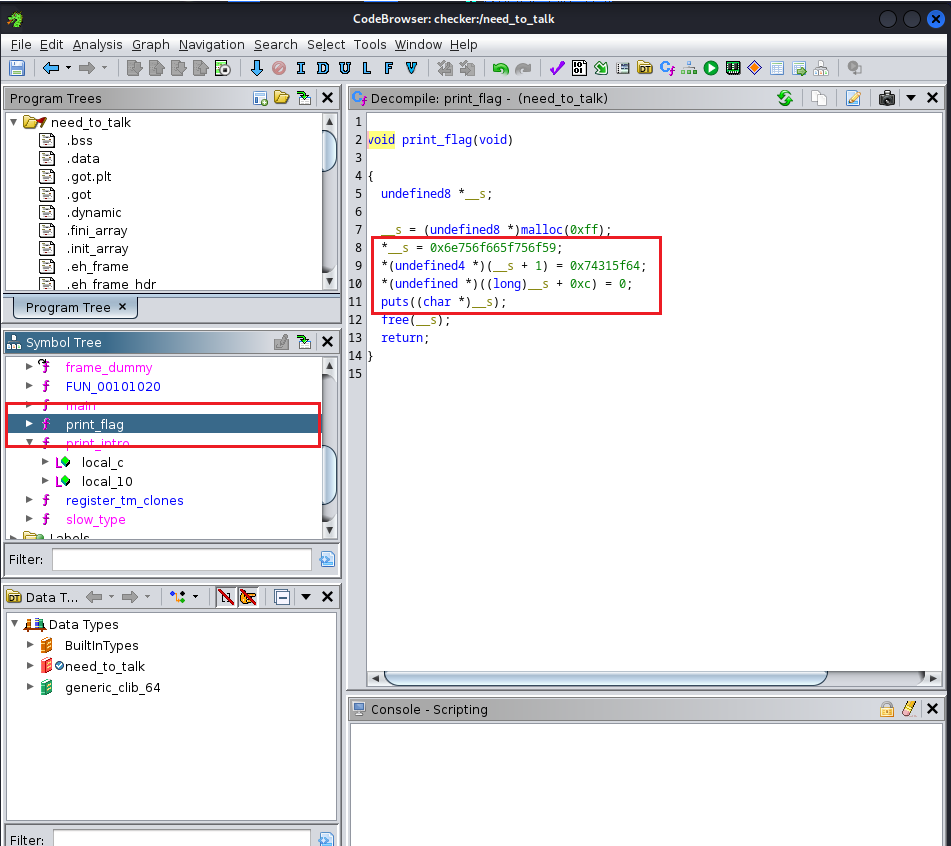 CodeBrowser: checker:/need_to_talk
File Edit Analysis Graph Navigation Search Select Tools Window Help
I D U L F V
Program Trees
need_to_talk
.bss
.data
.got.plt
.got
.dynamic
.fini_array
.init_array
.eh_frame
.eh_frame_hdr
Program Tree ×
Symbol Tree
frame_dummy
FUN_00101020
main
print_flag
print_intro
local_c
local_10
register_tm_clones
slow_type
Labels
Filter:
Data T...
Data Types
BuiltInTypes
need_to_talk
generic_clib_64
Filter:
Decompile: print_flag - (need_to_talk)
1
2 void print_flag(void)
3
4 {
5 undefined8 *__s;
6
7 __s = (undefined8 *)malloc(0xff);
8 *__s = 0x6e756f665f756f59;
9 *(undefined4 *)(__s + 1) = 0x74315f64;
10 *(undefined *)((long)__s + 0xc) = 0;
11 puts((char *)__s);
12 free(__s);
13 return;
14 }
15
Console - Scripting